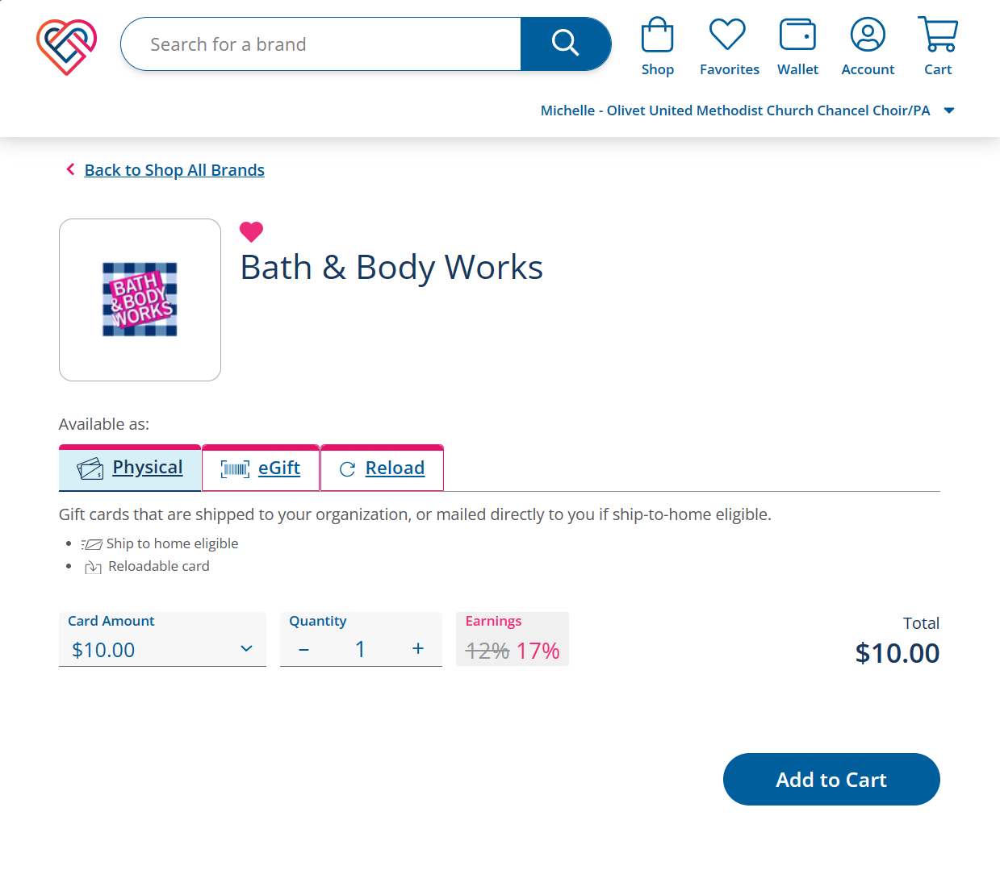 Search for a brand
Shop
Favorites
Wallet
Account
Cart
Michelle - Olivet United Methodist Church Chancel Choir/PA
Back to Shop All Brands
BATH
& BODY
WORKS
Bath & Body Works
Available as:
Physical
eGift
Reload
Gift cards that are shipped to your organization, or mailed directly to you if ship-to-home eligible.
• Ship to home eligible
• Reloadable card
Card Amount
$10.00
Quantity
− 1 +
Earnings
12% 17%
Total
$10.00
Add to Cart